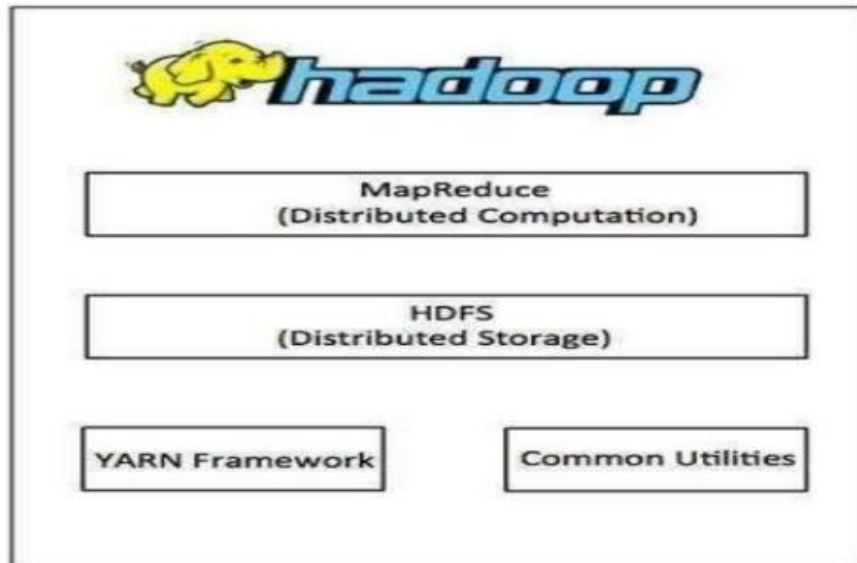 hadoop
MapReduce
(Distributed Computation)
HDFS
(Distributed Storage)
YARN Framework
Common Utilities